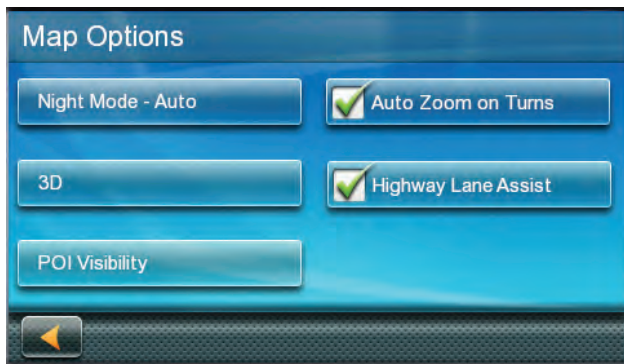 Map Options
Night Mode - Auto
Auto Zoom on Turns
3D
Highway Lane Assist
POI Visibility